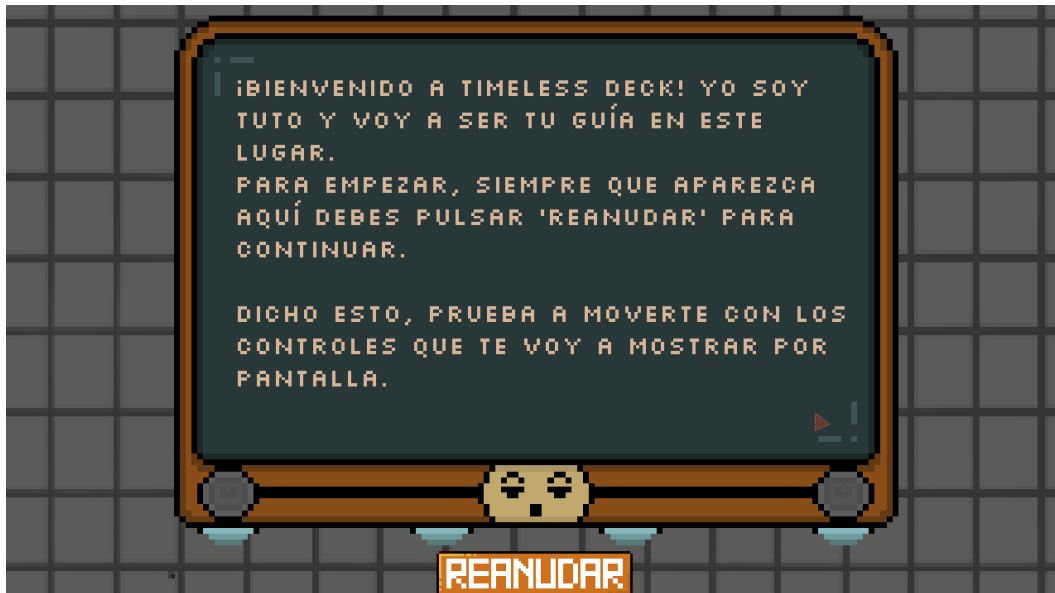 ¡BIENVENIDO A TIMELESS DECK! YO SOY
TUTO Y VOY A SER TU GUÍA EN ESTE
LUGAR.
PARA EMPEZAR, SIEMPRE QUE APAREZCA
AQUÍ DEBES PULSAR 'REANUDAR' PARA
CONTINUAR.
DICHO ESTO, PRUEBA A MOVERTE CON LOS
CONTROLES QUE TE VOY A MOSTRAR POR
PANTALLA.
REANUDAR